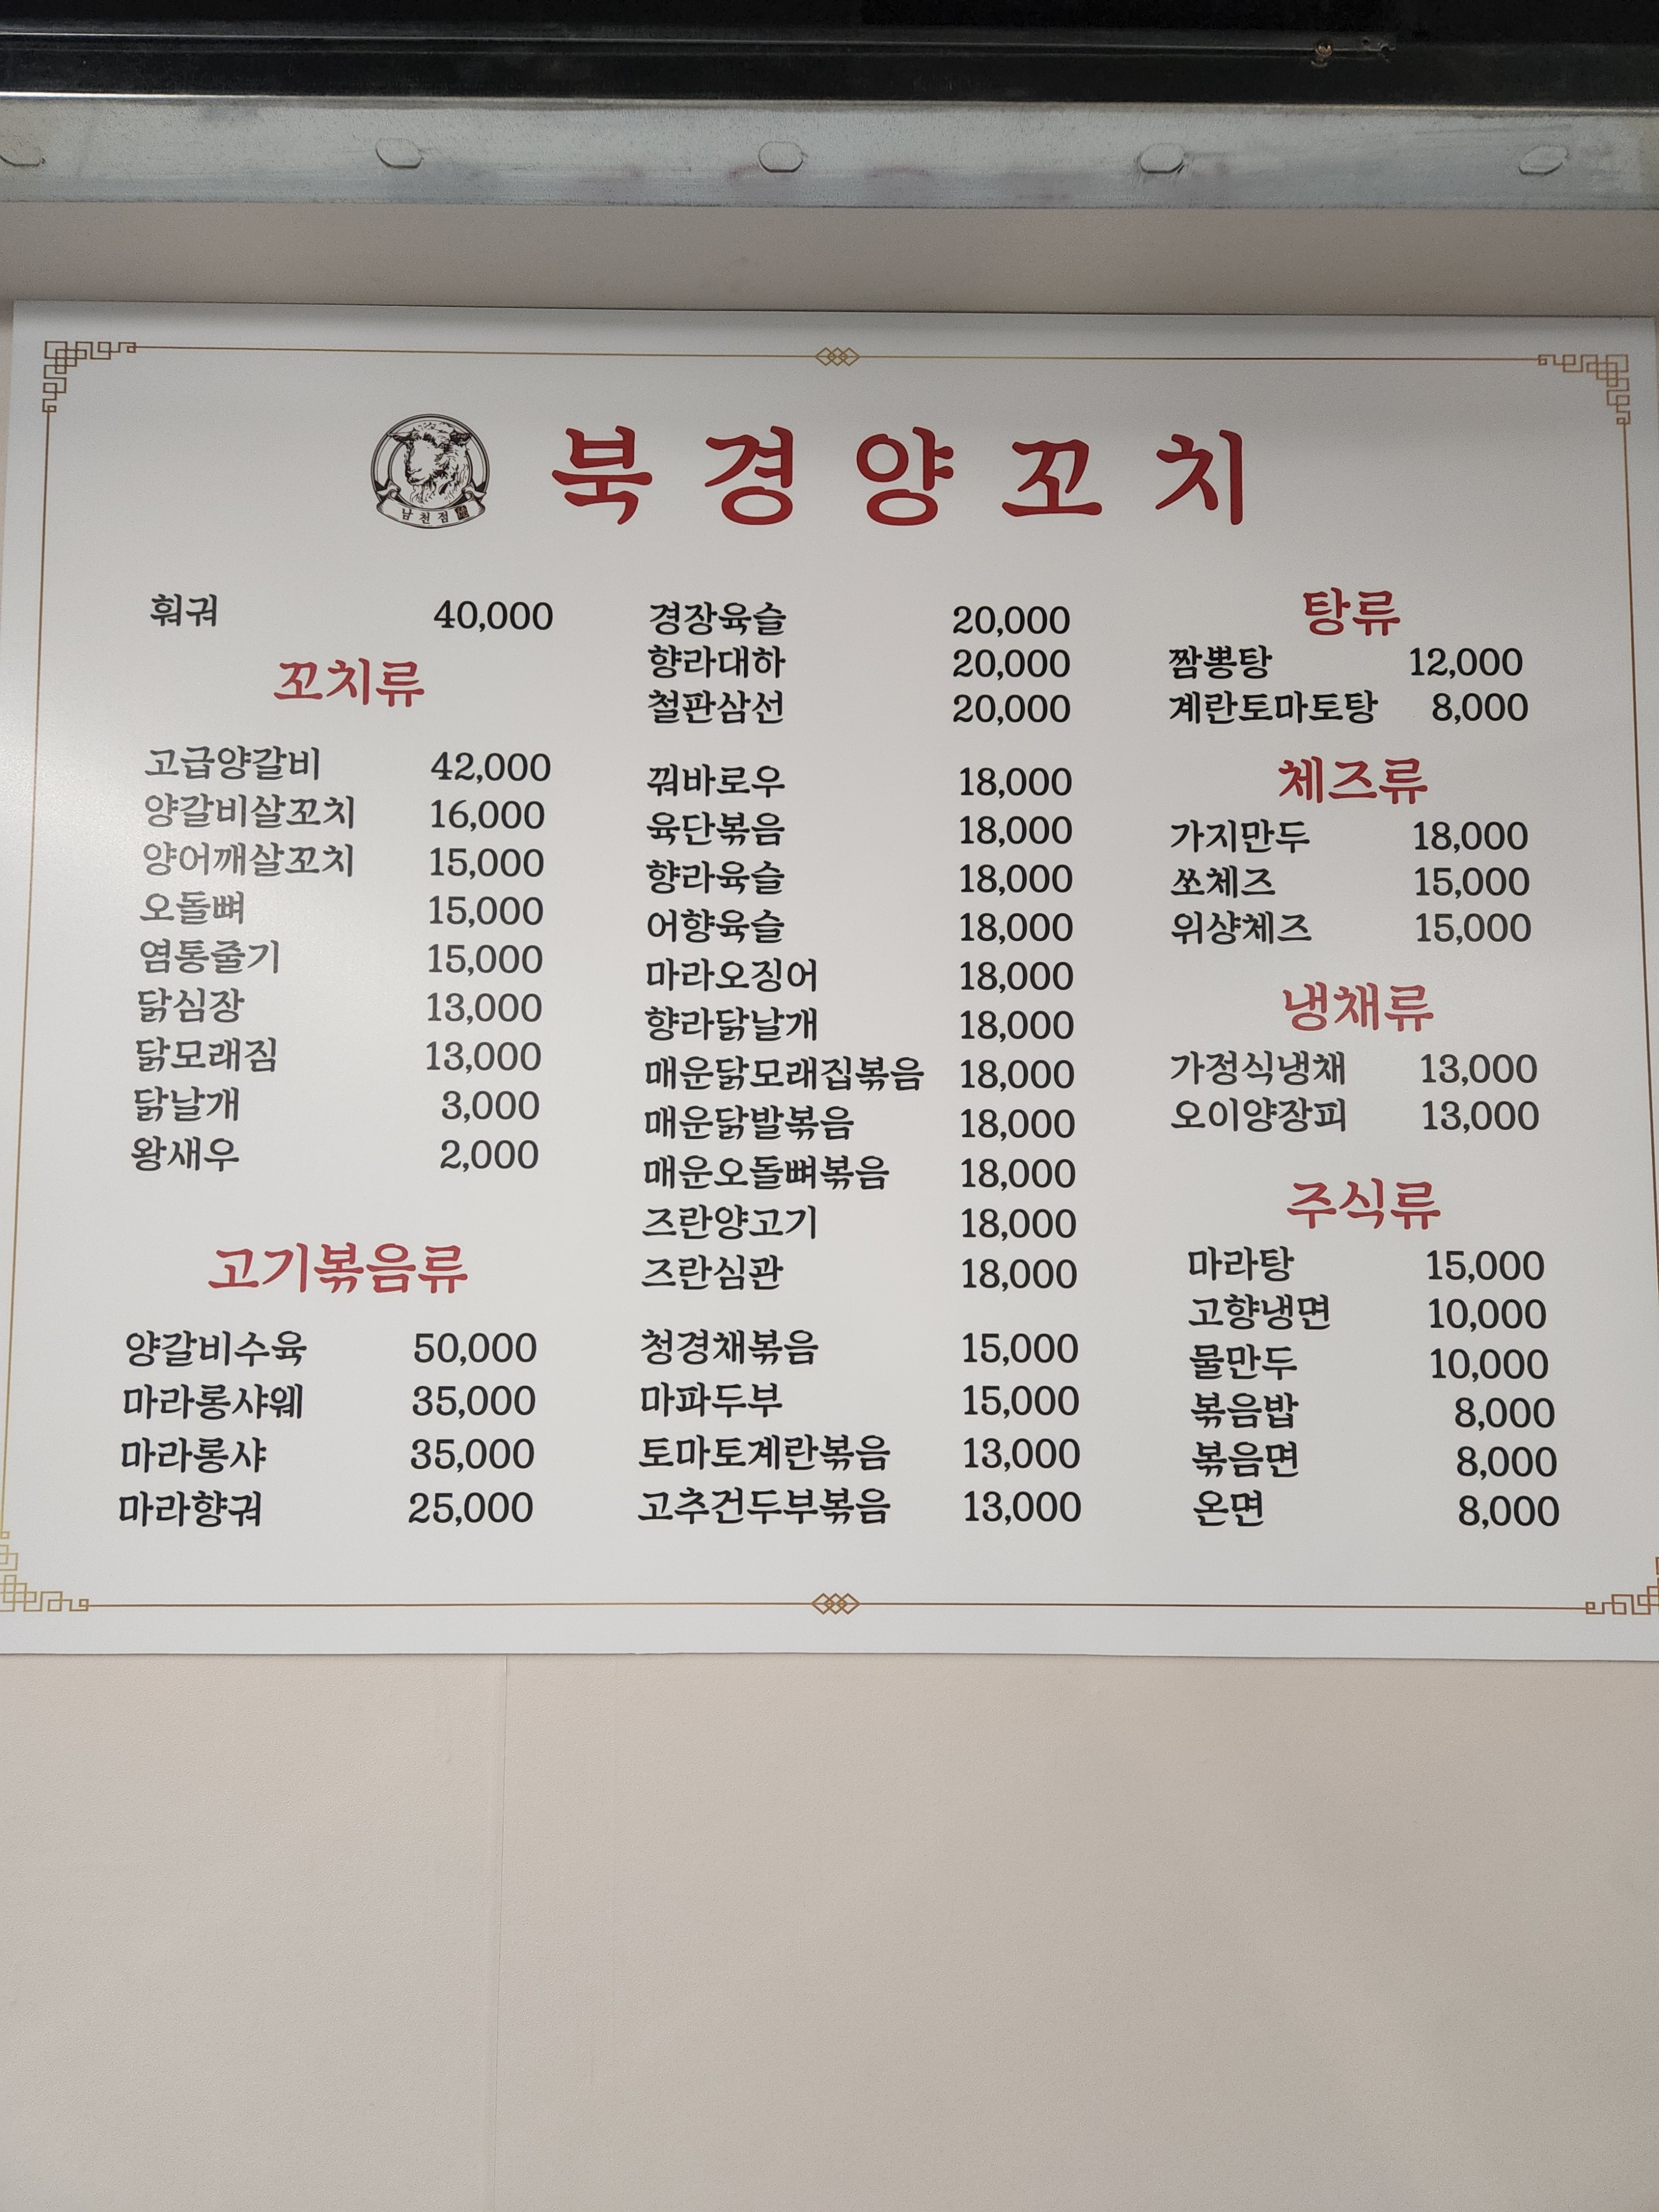 북경양꼬치
남천점
훠궈 40,000
꼬치류
고급양갈비 42,000
양갈비살꼬치 16,000
양어깨살꼬치 15,000
오돌뼈 15,000
염통줄기 15,000
닭심장 13,000
닭모래짐 13,000
닭날개 3,000
왕새우 2,000
고기볶음류
양갈비수육 50,000
마라롱샤웨 35,000
마라롱샤 35,000
마라향궈 25,000
경장육슬 20,000
향라대하 20,000
철판삼선 20,000
꿔바로우 18,000
육단볶음 18,000
향라육슬 18,000
어향육슬 18,000
마라오징어 18,000
향라닭날개 18,000
매운닭모래집볶음 18,000
매운닭발볶음 18,000
매운오돌뼈볶음 18,000
즈란양고기 18,000
즈란심관 18,000
청경채볶음 15,000
마파두부 15,000
토마토계란볶음 13,000
고추건두부볶음 13,000
탕류
짬뽕탕 12,000
계란토마토탕 8,000
체즈류
가지만두 18,000
쏘체즈 15,000
위샹체즈 15,000
냉채류
가정식냉채 13,000
오이양장피 13,000
주식류
마라탕 15,000
고향냉면 10,000
물만두 10,000
볶음밥 8,000
볶음면 8,000
온면 8,000